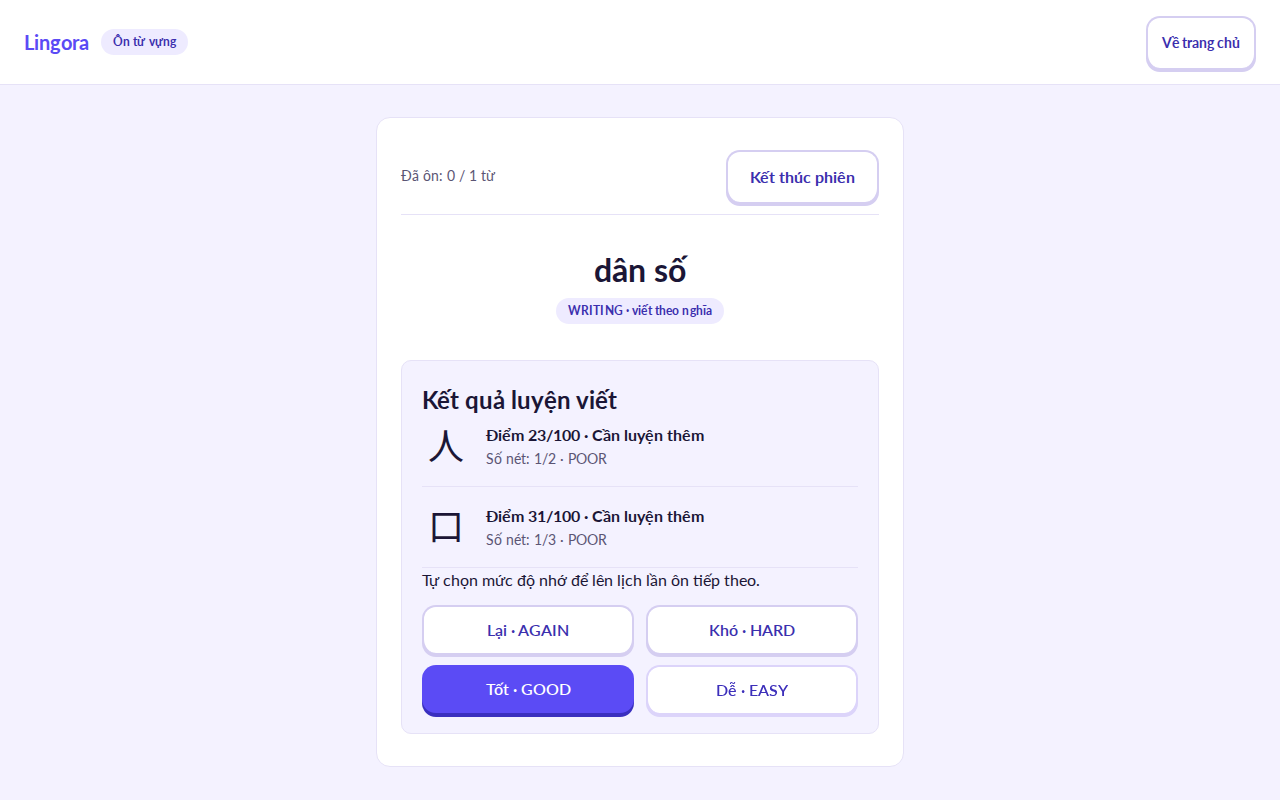 Lingora
Ôn từ vựng
Về trang chủ
Đã ôn: 0 / 1 từ
Kết thúc phiên
dân số
WRITING · viết theo nghĩa
Kết quả luyện viết
人
Điểm 23/100 · Cần luyện thêm
Số nét: 1/2 · POOR
口
Điểm 31/100 · Cần luyện thêm
Số nét: 1/3 · POOR
Tự chọn mức độ nhớ để lên lịch lần ôn tiếp theo.
Lại · AGAIN
Khó · HARD
Tốt · GOOD
Dễ · EASY